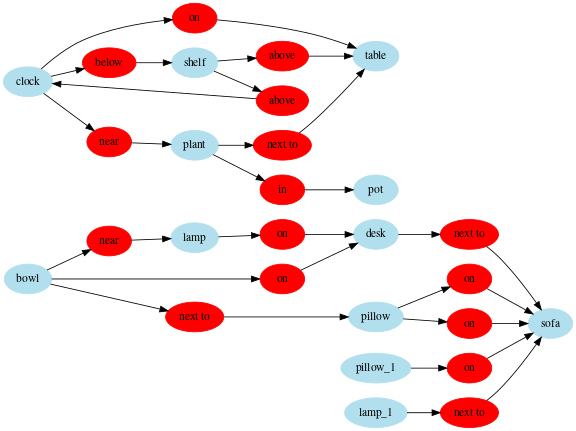 on
below
shelf
above
table
clock
above
near
plant
next to
in
pot
near
lamp
on
desk
next to
bowl
on
on
next to
pillow
on
sofa
pillow_1
on
lamp_1
next to